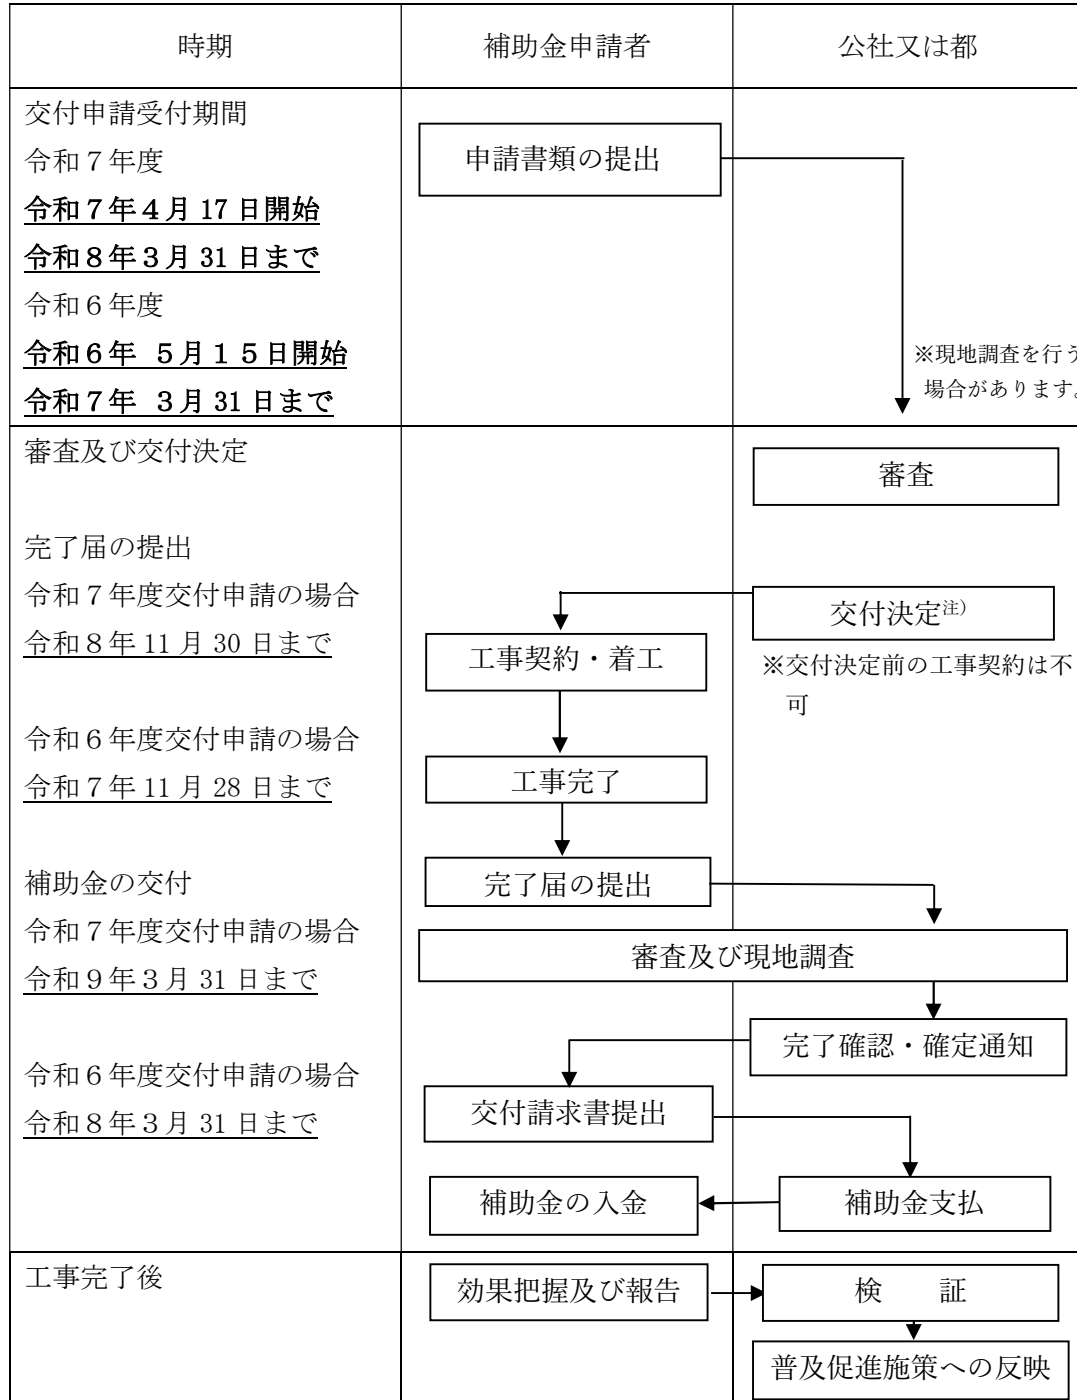 時期
補助金申請者
公社又は都
交付申請受付期間
令和７年度
令和７年４月 17 日開始
令和８年３月 31 日まで
令和６年度
令和６年 ５月１５日開始
令和７年 ３月 31 日まで
申請書類の提出
※現地調査を行う
場合があります。
審査及び交付決定
完了届の提出
令和７年度交付申請の場合
令和８年 11 月 30 日まで
令和６年度交付申請の場合
令和７年 11 月 28 日まで
補助金の交付
令和７年度交付申請の場合
令和９年３月 31 日まで
令和６年度交付申請の場合
令和８年３月 31 日まで
審査
交付決定注）
※交付決定前の工事契約は不
可
工事契約・着工
工事完了
完了届の提出
審査及び現地調査
完了確認・確定通知
交付請求書提出
補助金支払
補助金の入金
工事完了後
効果把握及び報告
検　　証
普及促進施策への反映